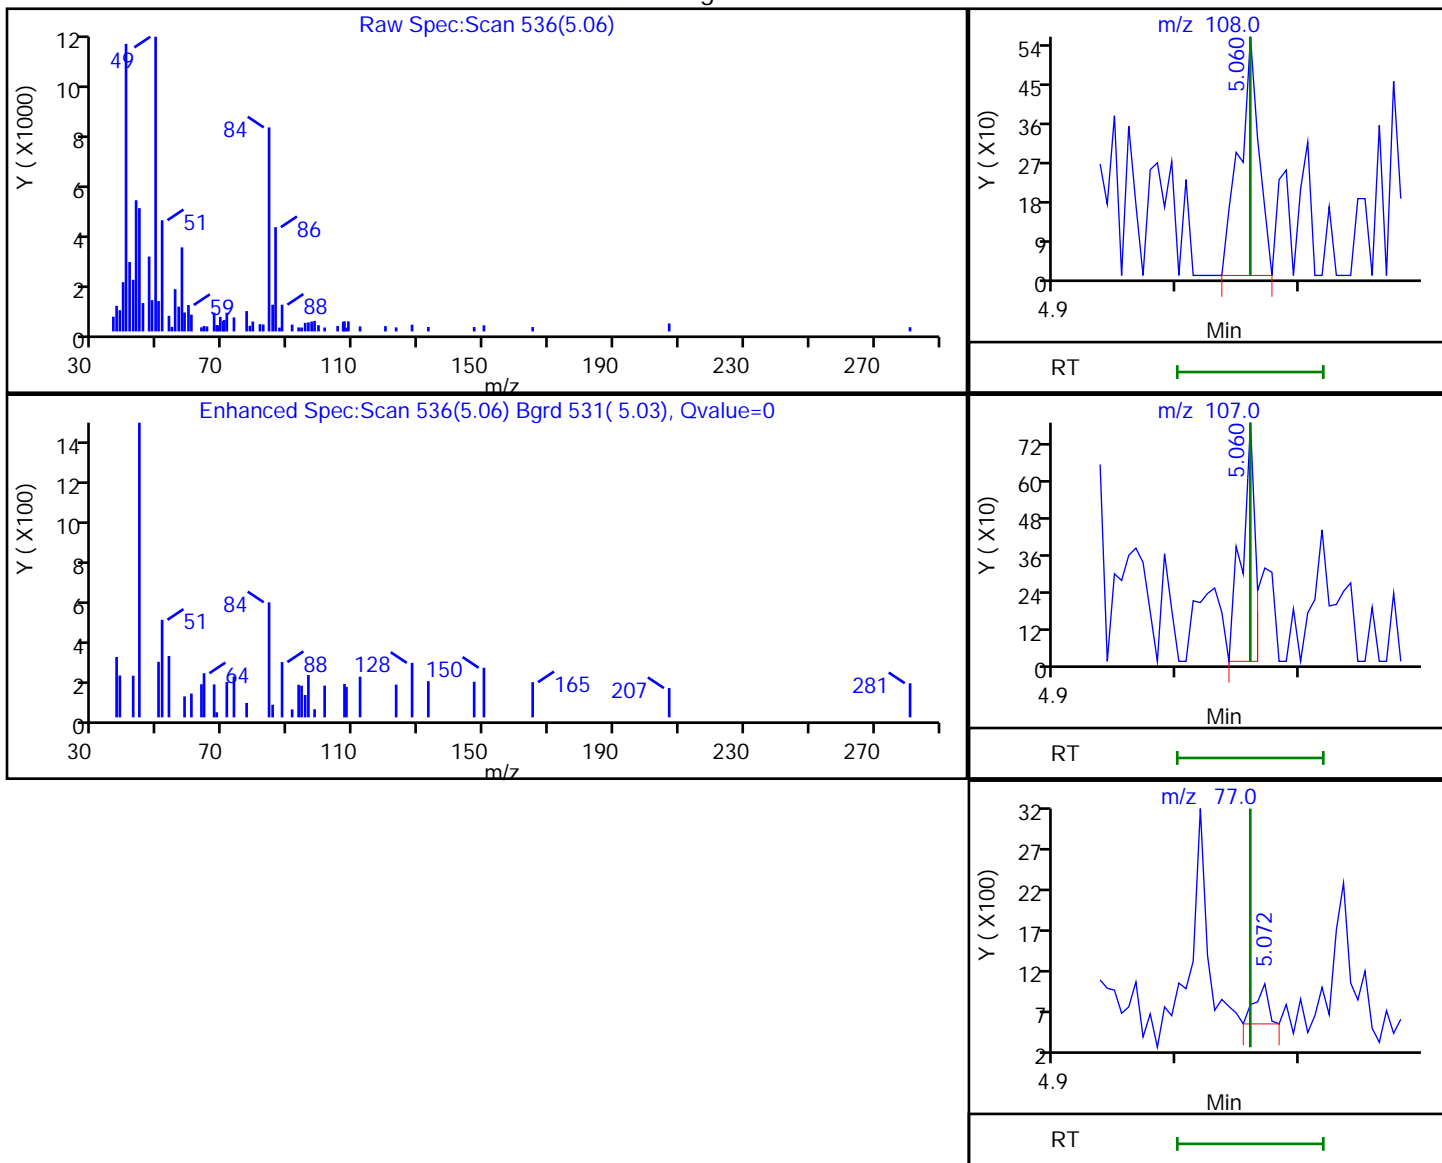 Raw Spec:Scan 536(5.06)
Y ( X1000)
12
10
8
6
4
2
0
49
84
51
86
59
88
30 70 110 150 190 230 270
m/z
m/z 108.0
Y ( X10)
54
45
36
27
18
9
0
5.060
4.9
Min
RT
Enhanced Spec:Scan 536(5.06) Bgrd 531( 5.03), Qvalue=0
Y ( X100)
14
12
10
8
6
4
2
0
84
51
64
88
128
150
165
207
281
30 70 110 150 190 230 270
m/z
m/z 107.0
Y ( X10)
72
60
48
36
24
12
0
5.060
4.9
Min
RT
m/z 77.0
Y ( X100)
32
27
22
17
12
7
2
5.072
4.9
Min
RT